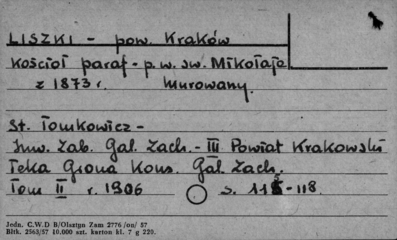 LISZKI - pow. Kraków
Kościoł paraf - p.w. św. Mikołaja
z 1873 r. Murowany.
St. Tomkowicz -
Inw. Zab. Gal. Zach. - III Powiat Krakowski
Teka Grona Kons. Gal. Zach.
Tom II r. 1906 s. 115-118.
Jedn. C.W.D B/Olsztyn Zam 2776/on/57
Bltk. 2563/57 10.000 szt. karton kl. 7 g 220.